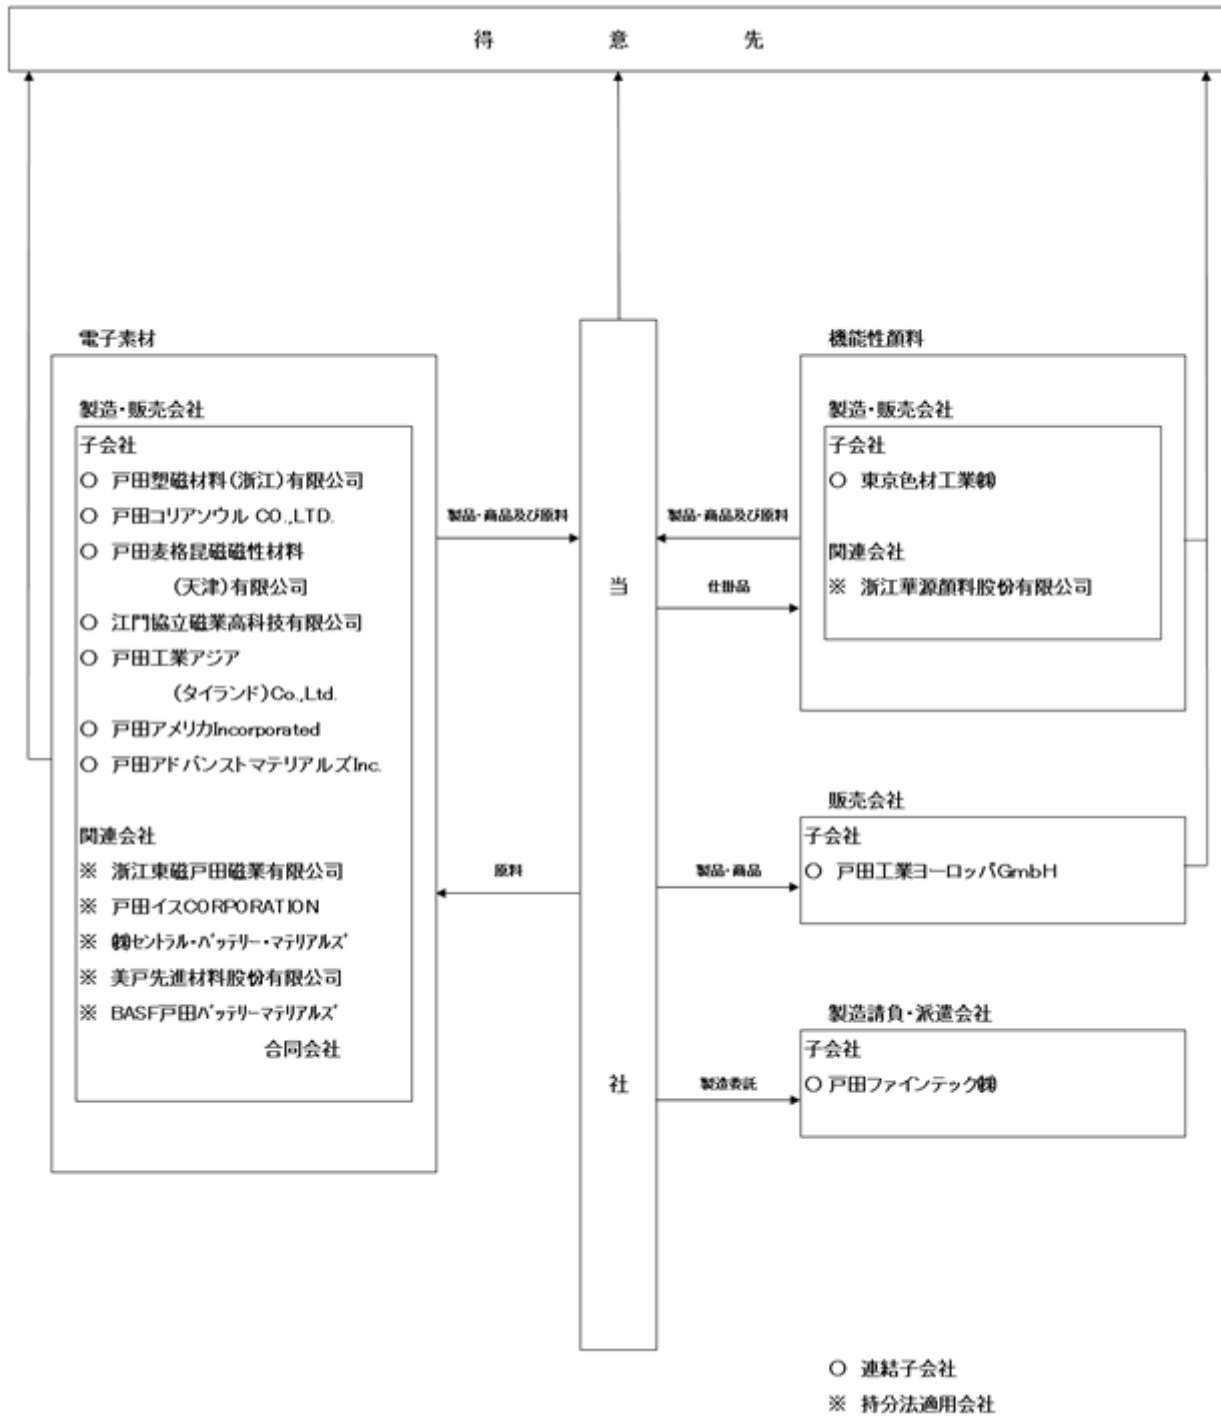 得 意 先
電子素材
製造・販売会社
子会社
○ 戸田塑磁材料(浙江)有限公司
○ 戸田コリアソウル CO.,LTD.
○ 戸田麦格昆磁磁性材料
(天津)有限公司
○ 江門協立磁業高科技有限公司
○ 戸田工業アジア
(タイランド)Co.,Ltd.
○ 戸田アメリカIncorporated
○ 戸田アドバンストマテリアルズInc.
関連会社
※ 浙江東磁戸田磁業有限公司
※ 戸田イスCORPORATION
※ ㈱セントラル・バッテリー・マテリアルズ
※ 美戸先進材料股份有限公司
※ BASF戸田バッテリーマテリアルズ
合同会社
製品・商品及び原料
原料
当
社
製品・商品及び原料
仕掛品
製品・商品
製造委託
機能性顔料
製造・販売会社
子会社
○ 東京色材工業㈱
関連会社
※ 浙江華源顔料股份有限公司
販売会社
子会社
○ 戸田工業ヨーロッパGmbH
製造請負・派遣会社
子会社
○ 戸田ファインテック㈱
○ 連結子会社
※ 持分法適用会社